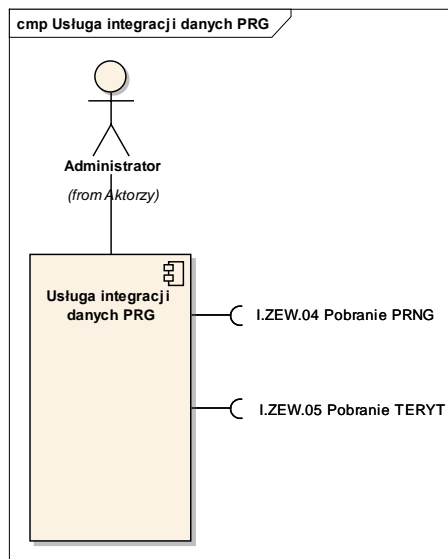 cmp Usługa integracji danych PRG
Administrator
(from Aktorzy)
Usługa integracji
danych PRG
I.ZEW.04 Pobranie PRNG
I.ZEW.05 Pobranie TERYT